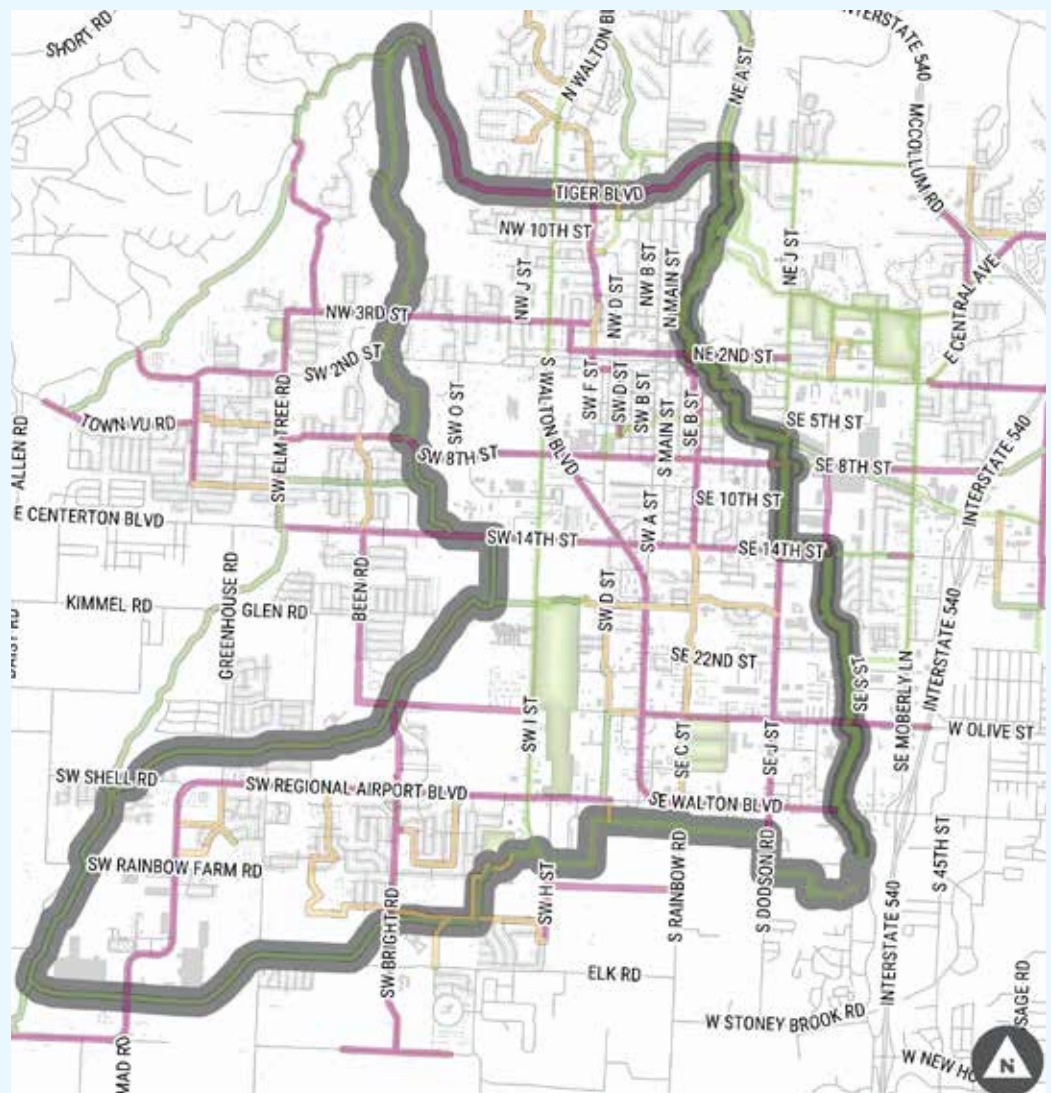 SHORT RD
INTERSTATE 540
NE A ST
MCCOLLUM RD
TIGER BLVD
NW 10TH ST
NW J ST
NW D ST
NW B ST
N MAIN ST
NE J ST
E CENTRAL AVE
NW 3RD ST
NE 2ND ST
SW 2ND ST
SW O ST
S WALTON BLVD
SW F ST
SW D ST
SW B ST
S MAIN ST
SE B ST
TOWN VU RD
SW ELM TREE RD
SE 5TH ST
SW 8TH ST
SE 8TH ST
ALLEN RD
E CENTERTON BLVD
SE 10TH ST
INTERSTATE 540
SW 14TH ST
SW A ST
SE 14TH ST
KIMMEL RD
GREENHOUSE RD
GLEN RD
BEEN RD
SW D ST
SE 22ND ST
SE S ST
SE MOBERLY LN
INTERSTATE 540
W OLIVE ST
SW I ST
SE C ST
SE J ST
SW SHELL RD
SW REGIONAL AIRPORT BLVD
SE WALTON BLVD
SW RAINBOW FARM RD
SW H ST
S RAINBOW RD
S DODSON RD
S 45TH ST
SW BRIGHT RD
ELK RD
INTERSTATE 540
SAGE RD
W STONEY BROOK RD
MAD RD
N